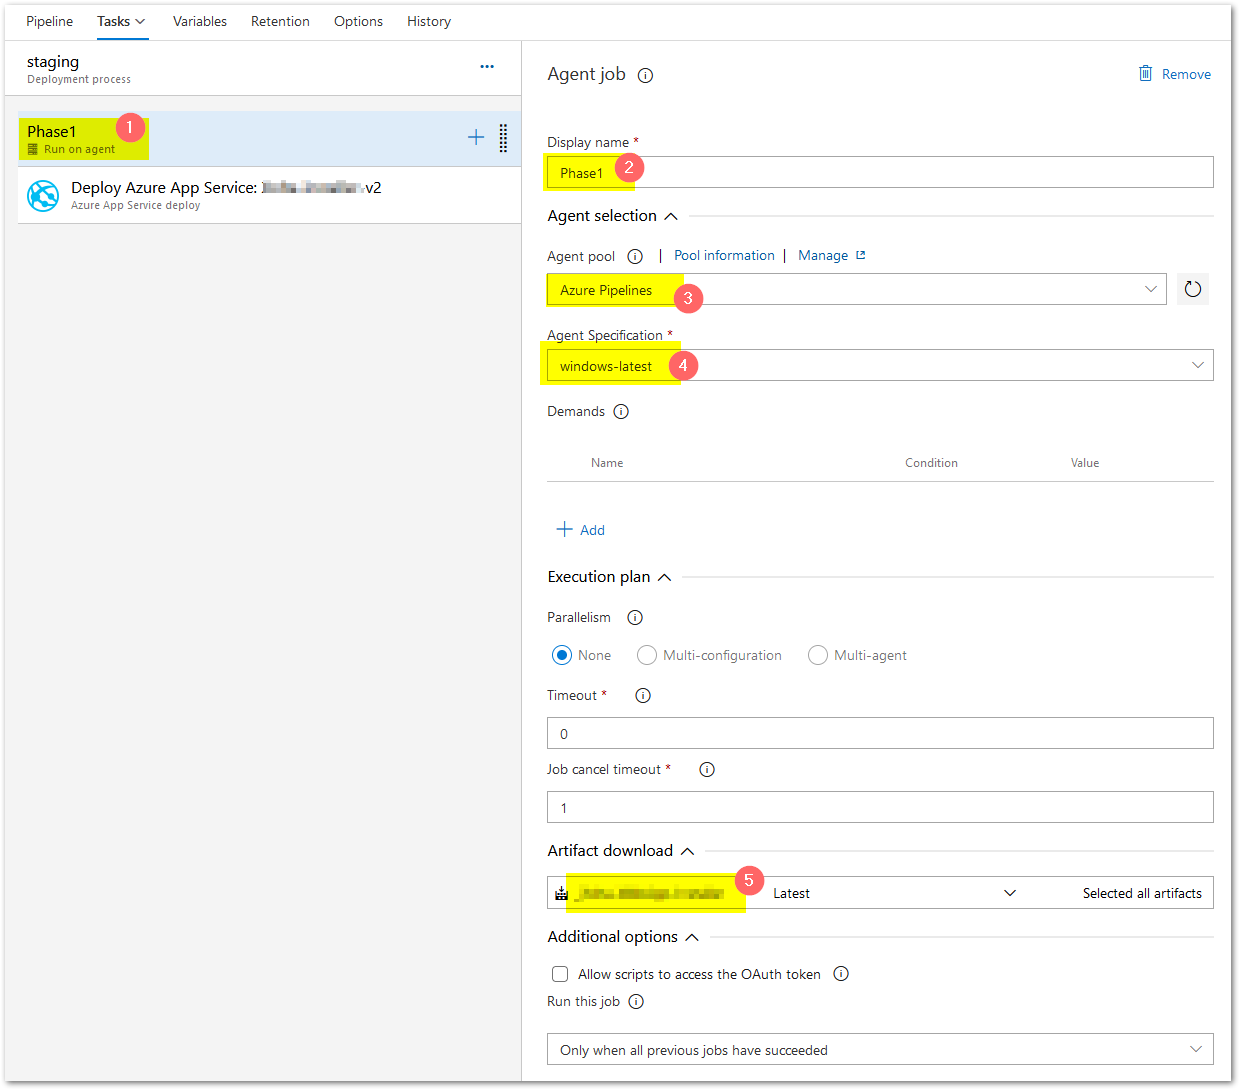 Pipeline Tasks Variables Retention Options History
staging
Deployment process
Phase1 1
Run on agent
Deploy Azure App Service: v2
Azure App Service deploy
Agent job
Remove
Display name *
Phase1 2
Agent selection
Agent pool | Pool information | Manage
Azure Pipelines 3
Agent Specification *
windows-latest 4
Demands
Name Condition Value
Add
Execution plan
Parallelism
None Multi-configuration Multi-agent
Timeout *
0
Job cancel timeout *
1
Artifact download
5 Latest Selected all artifacts
Additional options
Allow scripts to access the OAuth token
Run this job
Only when all previous jobs have succeeded